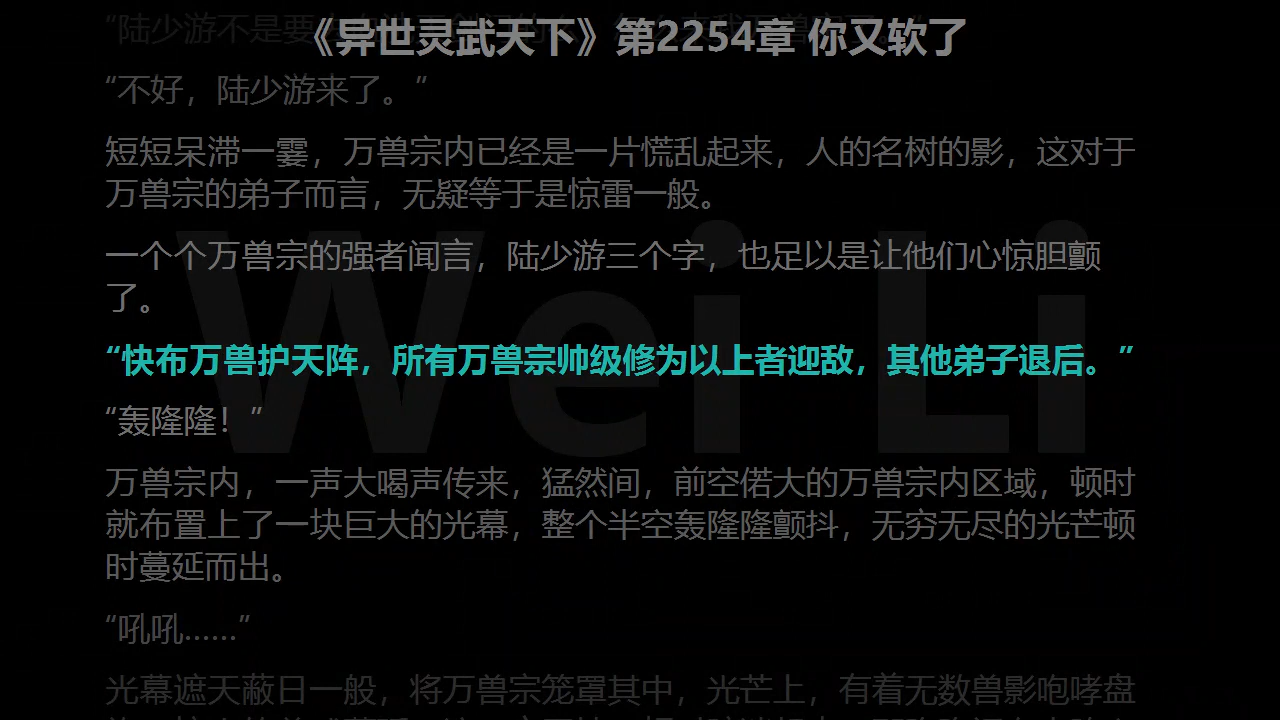 《异世灵武天下》第2254章 你又软了
“陆少游不是要
“不好，陆少游来了。”
短短呆滞一霎，万兽宗内已经是一片慌乱起来，人的名树的影，这对于
万兽宗的弟子而言，无疑等于是惊雷一般。
一个个万兽宗的强者闻言，陆少游三个字，也足以是让他们心惊胆颤
了。
“快布万兽护天阵，所有万兽宗帅级修为以上者迎敌，其他弟子退后。”
“轰隆隆！”
万兽宗内，一声大喝声传来，猛然间，前空偌大的万兽宗内区域，顿时
就布置上了一块巨大的光幕，整个半空轰隆隆颤抖，无穷无尽的光芒顿
时蔓延而出。
“吼吼……”
光幕遮天蔽日一般，将万兽宗笼罩其中，光芒上，有着无数兽影咆哮盘
Wei Li